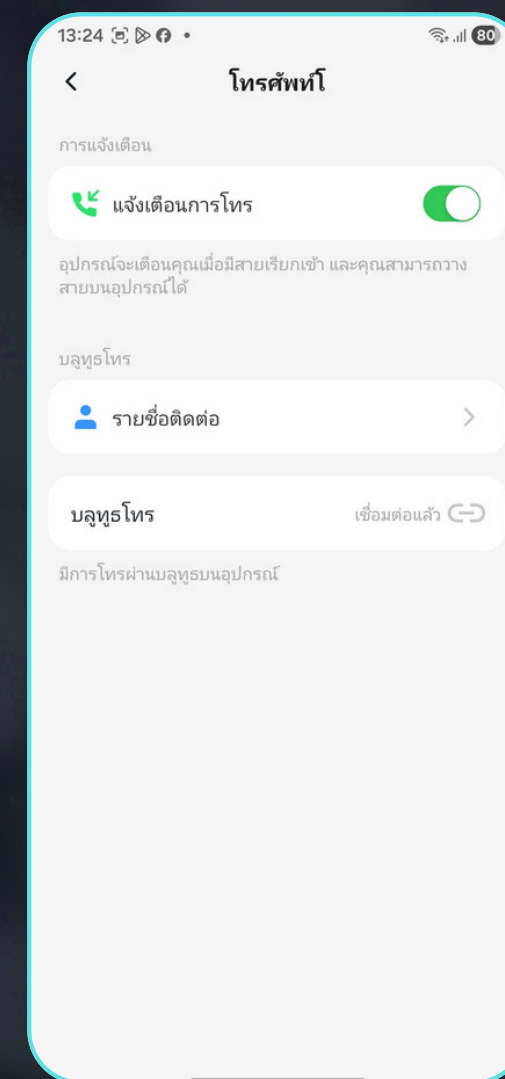 13:24
80
โทรศัพท์โ
การแจ้งเตือน
แจ้งเตือนการโทร
อุปกรณ์จะเตือนคุณเมื่อมีสายเรียกเข้า และคุณสามารถวาง
สายบนอุปกรณ์ได้
บลูทูธโทร
รายชื่อติดต่อ
บลูทูธโทร
เชื่อมต่อแล้ว
มีการโทรผ่านบลูทูธบนอุปกรณ์